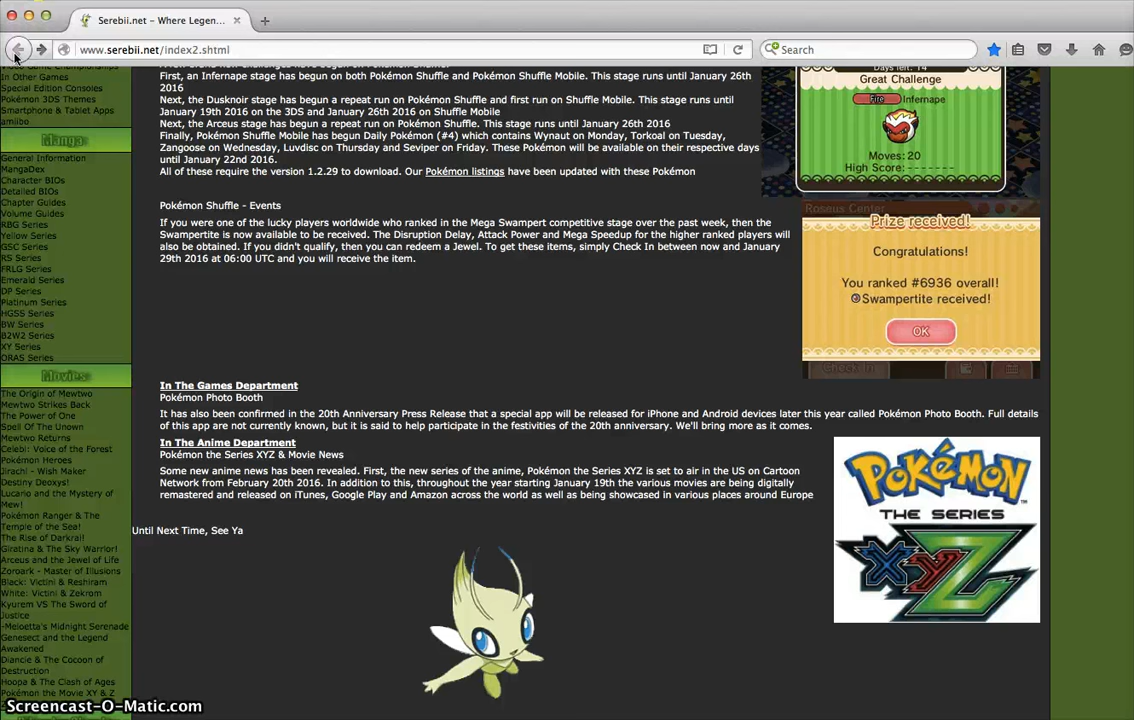 Serebii.net – Where Legen...
www.serebii.net/index2.shtml
Search
In Other Games
Special Edition Consoles
Pokémon 3DS Themes
Smartphone & Tablet Apps
amiibo
Manga
General Information
MangaDex
Character BIOs
Detailed BIOs
Chapter Guides
Volume Guides
RBG Series
Yellow Series
GSC Series
RS Series
FRLG Series
Emerald Series
DP Series
Platinum Series
HGSS Series
BW Series
B2W2 Series
XY Series
ORAS Series
Movies
The Origin of Mewtwo
Mewtwo Strikes Back
The Power of One
Spell Of The Unown
Mewtwo Returns
Celebi: Voice of the Forest
Pokémon Heroes
Jirachi - Wish Maker
Destiny Deoxys!
Lucario and the Mystery of
Mew!
Pokémon Ranger & The
Temple of the Sea!
The Rise of Darkrai!
Giratina & The Sky Warrior!
Arceus and the Jewel of Life
Zoroark - Master of Illusions
Black: Victini & Reshiram
White: Victini & Zekrom
Kyurem VS The Sword of
Justice
-Meloetta's Midnight Serenade
Genesect and the Legend
Awakened
Diancie & The Cocoon of
Destruction
Hoopa & The Clash of Ages
Pokémon the Movie XY & Z
First, an Infernape stage has begun on both Pokémon Shuffle and Pokémon Shuffle Mobile. This stage runs until January 26th
2016
Next, the Dusknoir stage has begun a repeat run on Pokémon Shuffle and first run on Shuffle Mobile. This stage runs until
January 19th 2016 on the 3DS and January 26th 2016 on Shuffle Mobile
Next, the Arceus stage has begun a repeat run on Pokémon Shuffle. This stage runs until January 26th 2016
Finally, Pokémon Shuffle Mobile has begun Daily Pokémon (#4) which contains Wynaut on Monday, Torkoal on Tuesday,
Zangoose on Wednesday, Luvdisc on Thursday and Seviper on Friday. These Pokémon will be available on their respective days
until January 22nd 2016.
All of these require the version 1.2.29 to download. Our Pokémon listings have been updated with these Pokémon
Days left: 14
Great Challenge
Fire Infernape
Moves: 20
High Score: -------
Pokémon Shuffle - Events
If you were one of the lucky players worldwide who ranked in the Mega Swampert competitive stage over the past week, then the
Swampertite is now available to be received. The Disruption Delay, Attack Power and Mega Speedup for the higher ranked players will
also be obtained. If you didn't qualify, then you can redeem a Jewel. To get these items, simply Check In between now and January
29th 2016 at 06:00 UTC and you will receive the item.
Roseus Center
Prize received!
Congratulations!
You ranked #6936 overall!
Swampertite received!
OK
Check In
In The Games Department
Pokémon Photo Booth
It has also been confirmed in the 20th Anniversary Press Release that a special app will be released for iPhone and Android devices later this year called Pokémon Photo Booth. Full details
of this app are not currently known, but it is said to help participate in the festivities of the 20th anniversary. We'll bring more as it comes.
In The Anime Department
Pokémon the Series XYZ & Movie News
Some new anime news has been revealed. First, the new series of the anime, Pokémon the Series XYZ is set to air in the US on Cartoon
Network from February 20th 2016. In addition to this, throughout the year starting January 19th the various movies are being digitally
remastered and released on iTunes, Google Play and Amazon across the world as well as being showcased in various places around Europe
POKÉMON
THE SERIES
XYZ
Until Next Time, See Ya
Screencast-O-Matic.com